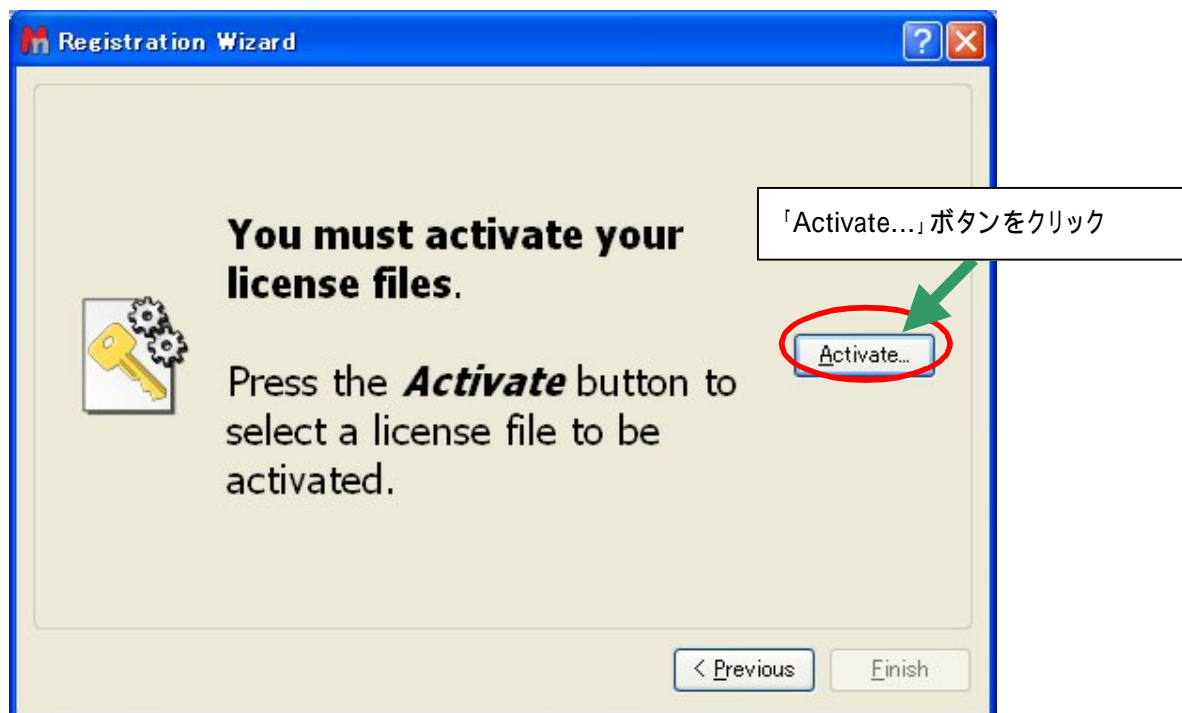 Registration Wizard
「Activate...」ボタンをクリック
You must activate your
license files.
Activate...
Press the Activate button to
select a license file to be
activated.
< Previous
Finish